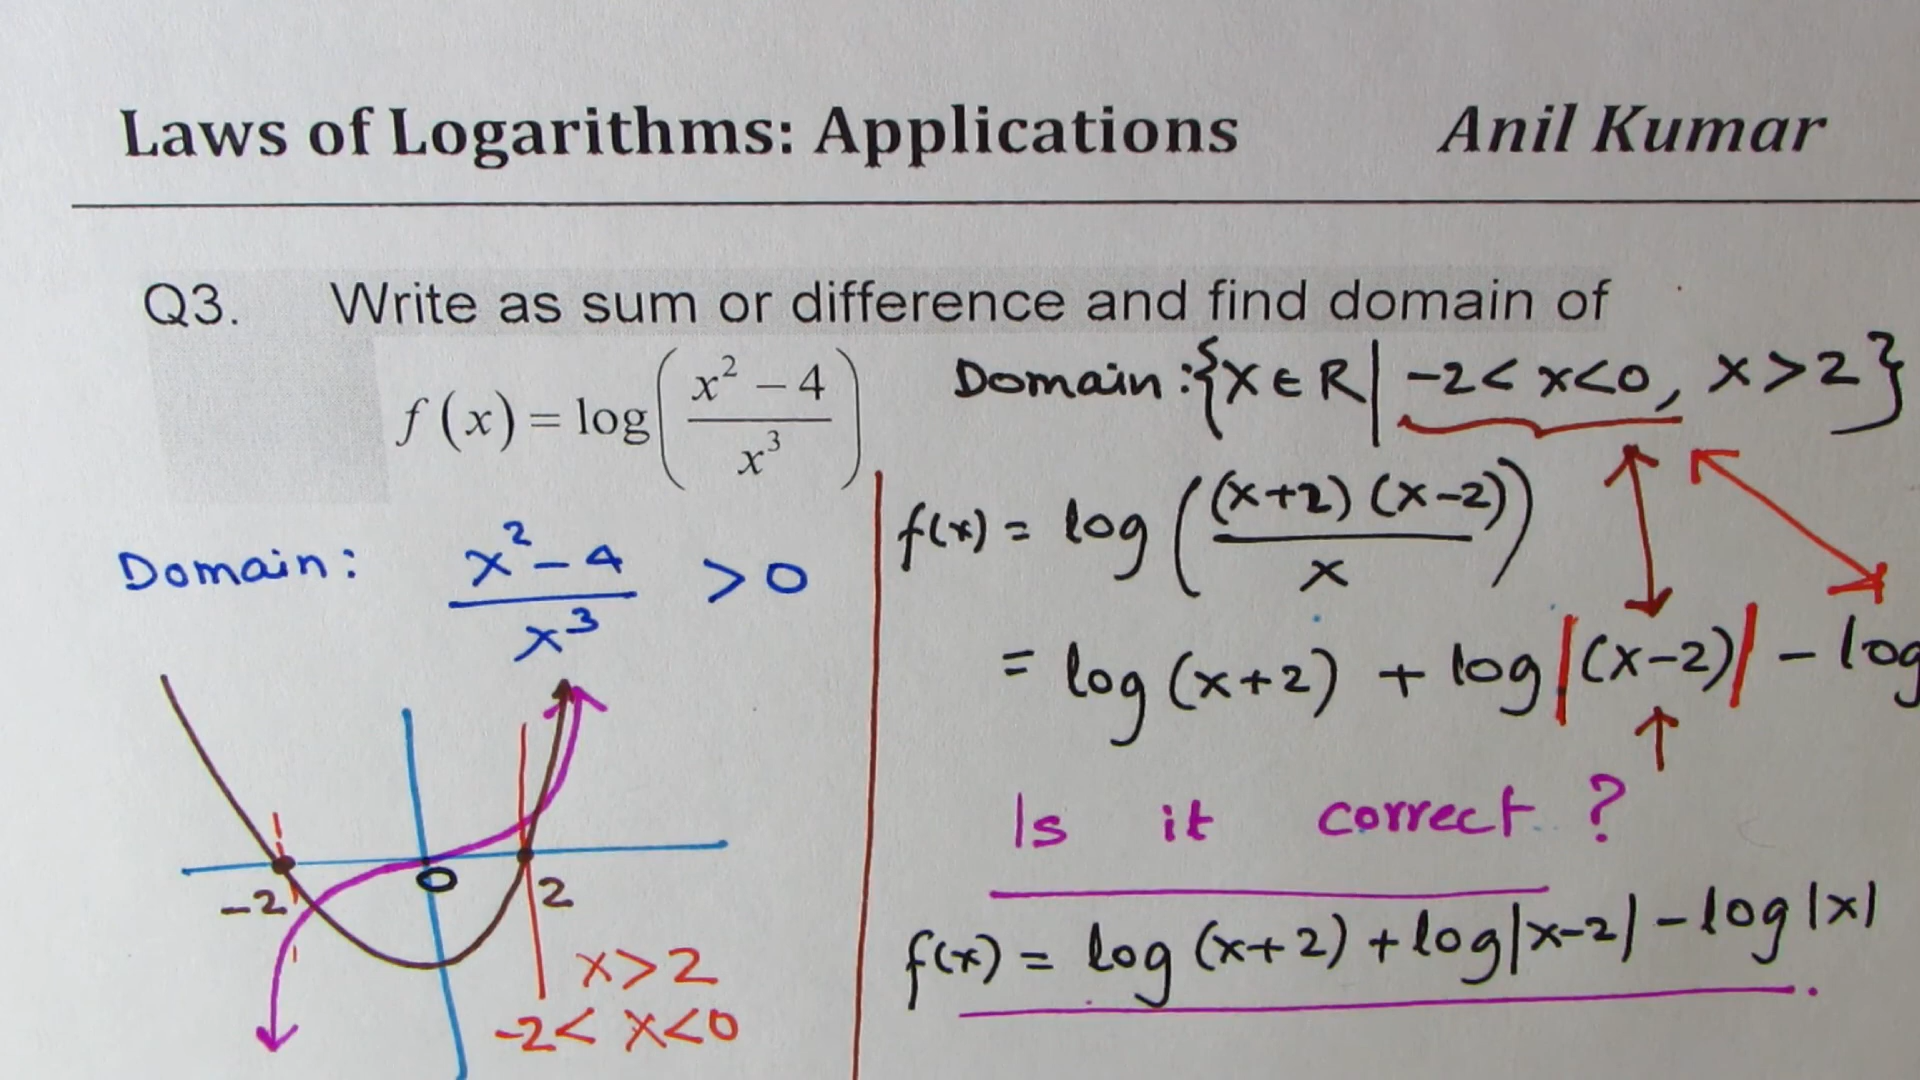 Laws of Logarithms: Applications Anil Kumar
Q3. Write as sum or difference and find domain of
f(x) = log((x² − 4)/x³)
Domain: {x ∈ R | -2 < x < 0, x > 2}
Domain: (x² − 4)/x³ > 0
f(x) = log((x+2)(x-2)/x)
= log(x+2) + log|(x-2)| − log
Is it correct?
f(x) = log(x+2) + log|x-2| − log|x|
-2 0 2
x > 2
-2 < x < 0